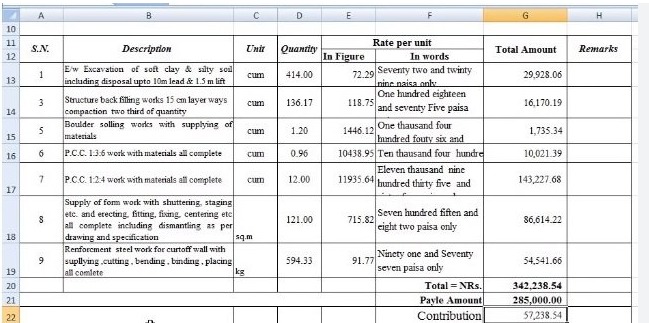 A B C D E F G H
10
11 S.N. Description Unit Quantity Rate per unit Total Amount Remarks
12 In Figure In words
13 1 E/w Excavation of soft clay & silty soil cum 414.00 72.29 Seventy two and twinty 29,928.06
including disposal upto 10m lead & 1.5 m lift nine paisa only
14 3 Structure back filling works 15 cm layer ways cum 136.17 118.75 One hundred eighteen 16,170.19
compaction two third of quantity and seventy Five paisa
15 5 Boulder solling works with supplying of cum 1.20 1446.12 One thausand four 1,735.34
materials hundred fouty six and
16 6 P.C.C. 1:3:6 work with materials all complete cum 0.96 10438.95 Ten thausand four hundre 10,021.39
17 7 P.C.C. 1:2:4 work with materials all complete cum 12.00 11935.64 Eleven thausand nine 143,227.68
hundred thirty five and
18 8 Supply of form work with shuttering, staging 121.00 715.82 Seven hundred fiften and 86,614.22
etc. and erecting, fitting, fixing, centering etc eight two paisa only
all complete including dismantling as per
drawing and specification sq.m
19 9 Renforcement steel work for curtoff wall with 594.33 91.77 Ninety one and Seventy 54,541.66
supllying ,cutting , bending , binding , placing seven paisa only
all comlete kg
20 Total = NRs. 342,238.54
21 Payle Amount 285,000.00
22 Contribution 57,238.54